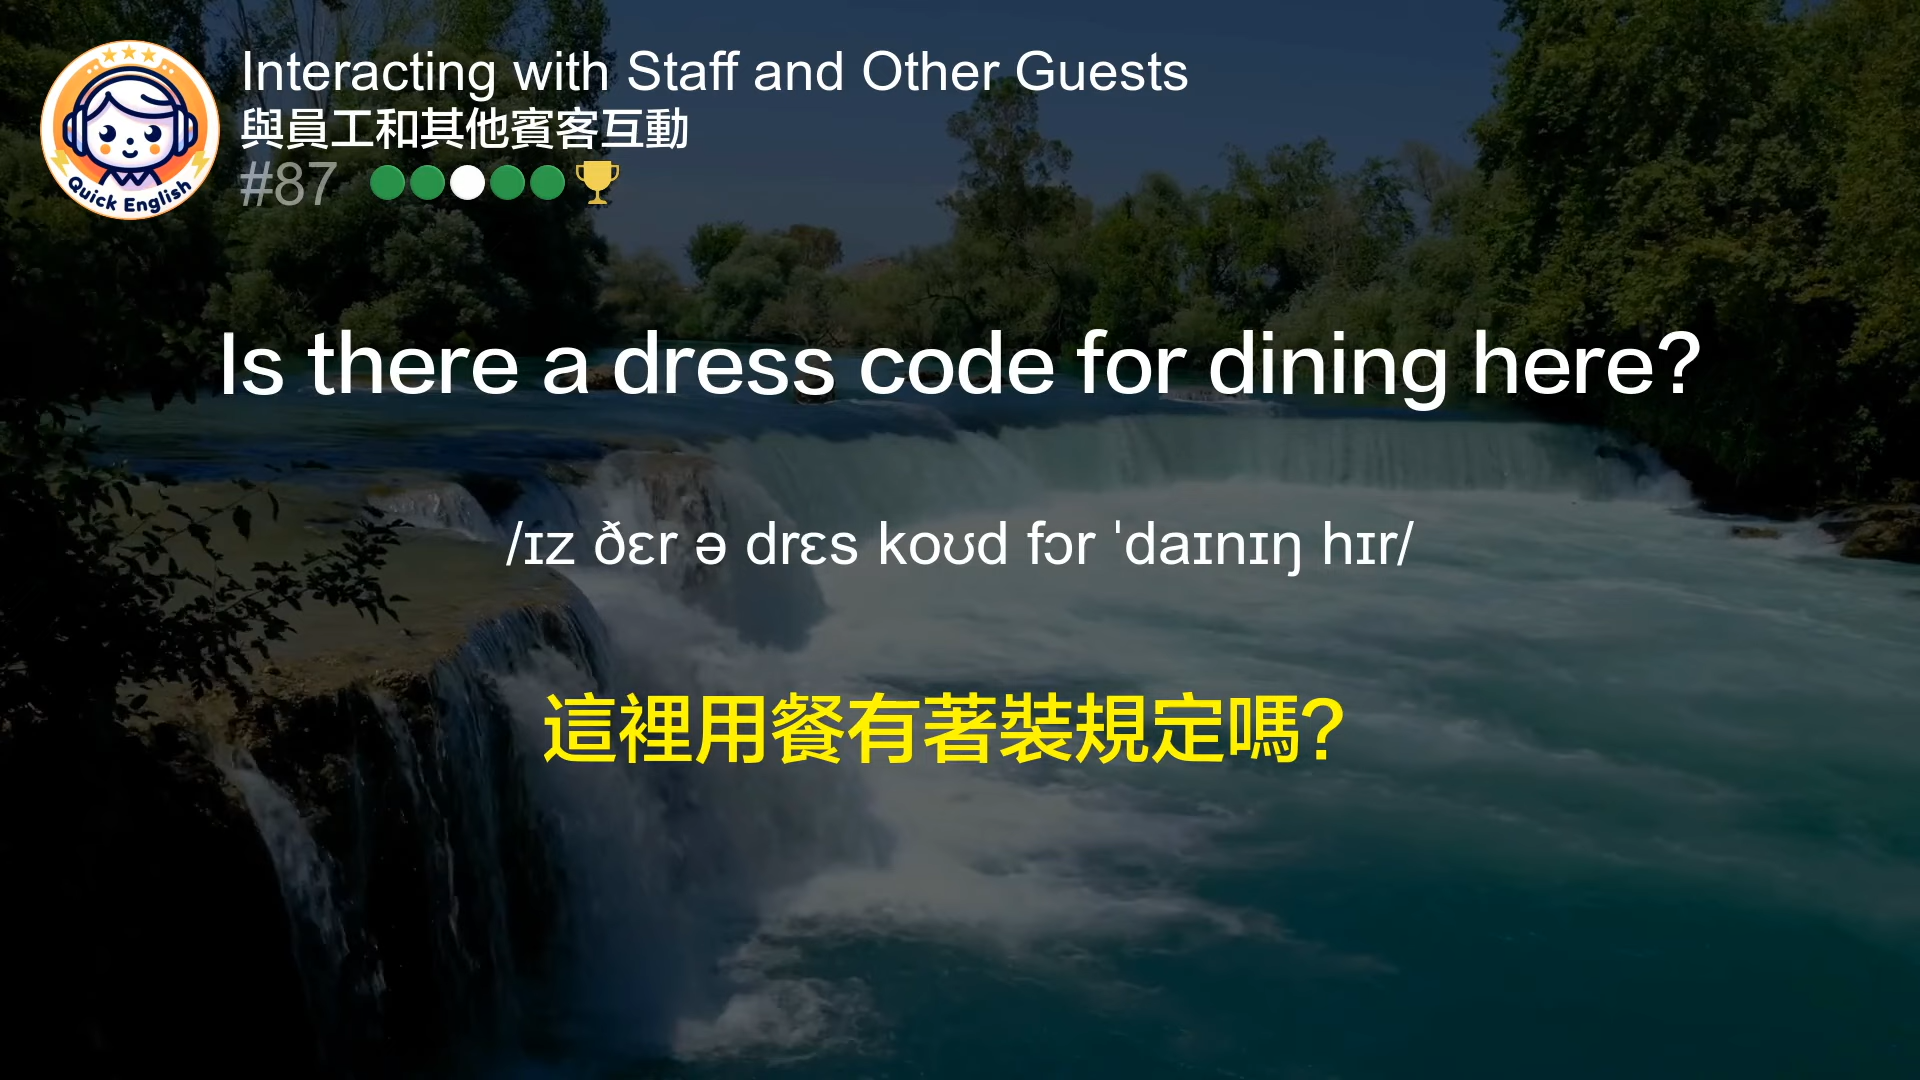 Quick English
Interacting with Staff and Other Guests
與員工和其他賓客互動
#87
Is there a dress code for dining here?
/ɪz ðɛr ə drɛs koʊd fɔr ˈdaɪnɪŋ hɪr/
這裡用餐有著裝規定嗎?